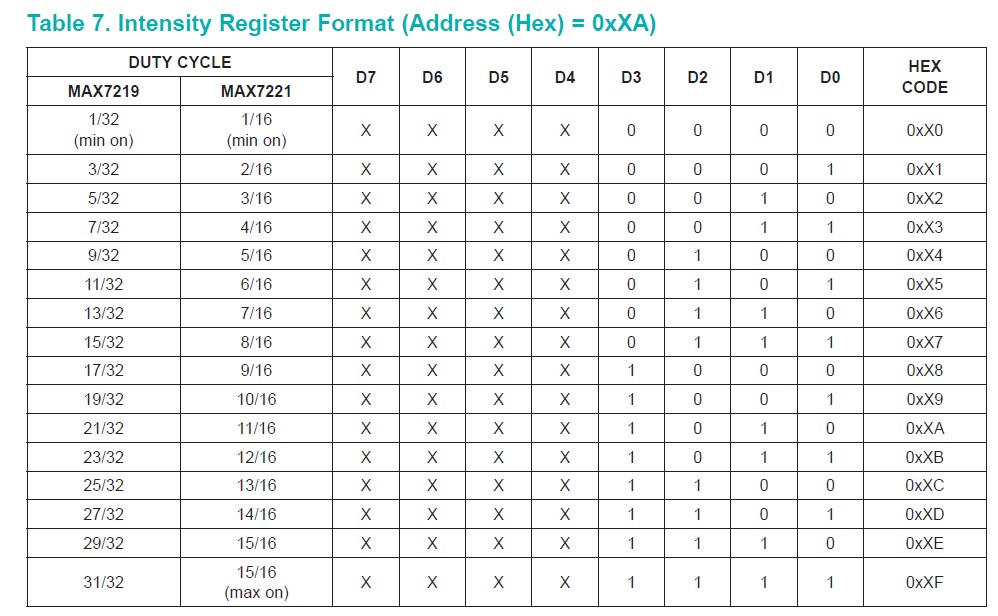 Table 7. Intensity Register Format (Address (Hex) = 0xXA)
DUTY CYCLE D7 D6 D5 D4 D3 D2 D1 D0 HEX CODE
MAX7219 MAX7221
1/32 (min on) 1/16 (min on) X X X X 0 0 0 0 0xX0
3/32 2/16 X X X X 0 0 0 1 0xX1
5/32 3/16 X X X X 0 0 1 0 0xX2
7/32 4/16 X X X X 0 0 1 1 0xX3
9/32 5/16 X X X X 0 1 0 0 0xX4
11/32 6/16 X X X X 0 1 0 1 0xX5
13/32 7/16 X X X X 0 1 1 0 0xX6
15/32 8/16 X X X X 0 1 1 1 0xX7
17/32 9/16 X X X X 1 0 0 0 0xX8
19/32 10/16 X X X X 1 0 0 1 0xX9
21/32 11/16 X X X X 1 0 1 0 0xXA
23/32 12/16 X X X X 1 0 1 1 0xXB
25/32 13/16 X X X X 1 1 0 0 0xXC
27/32 14/16 X X X X 1 1 0 1 0xXD
29/32 15/16 X X X X 1 1 1 0 0xXE
31/32 15/16 (max on) X X X X 1 1 1 1 0xXF